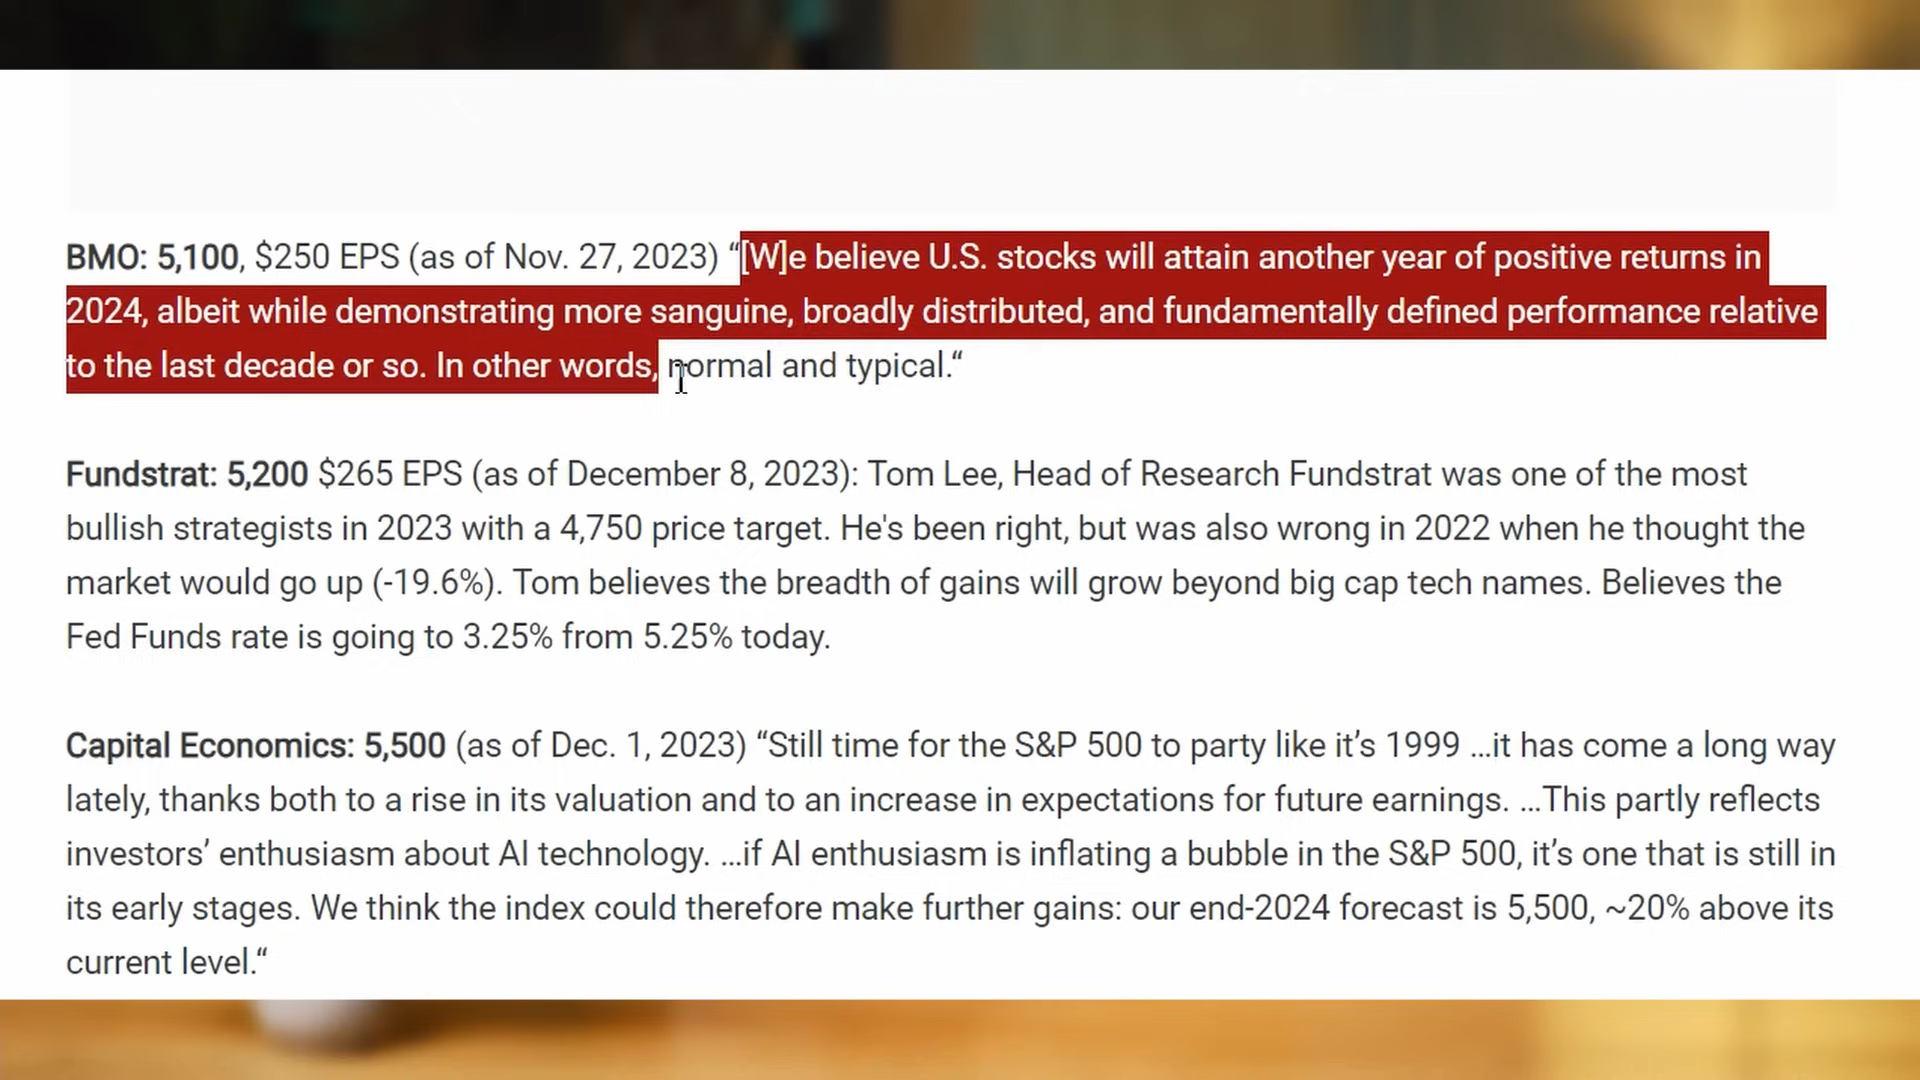 BMO: 5,100, $250 EPS (as of Nov. 27, 2023) “[W]e believe U.S. stocks will attain another year of positive returns in
2024, albeit while demonstrating more sanguine, broadly distributed, and fundamentally defined performance relative
to the last decade or so. In other words, normal and typical.“
Fundstrat: 5,200 $265 EPS (as of December 8, 2023): Tom Lee, Head of Research Fundstrat was one of the most
bullish strategists in 2023 with a 4,750 price target. He's been right, but was also wrong in 2022 when he thought the
market would go up (-19.6%). Tom believes the breadth of gains will grow beyond big cap tech names. Believes the
Fed Funds rate is going to 3.25% from 5.25% today.
Capital Economics: 5,500 (as of Dec. 1, 2023) “Still time for the S&P 500 to party like it’s 1999 …it has come a long way
lately, thanks both to a rise in its valuation and to an increase in expectations for future earnings. …This partly reflects
investors’ enthusiasm about AI technology. …if AI enthusiasm is inflating a bubble in the S&P 500, it’s one that is still in
its early stages. We think the index could therefore make further gains: our end-2024 forecast is 5,500, ~20% above its
current level.“